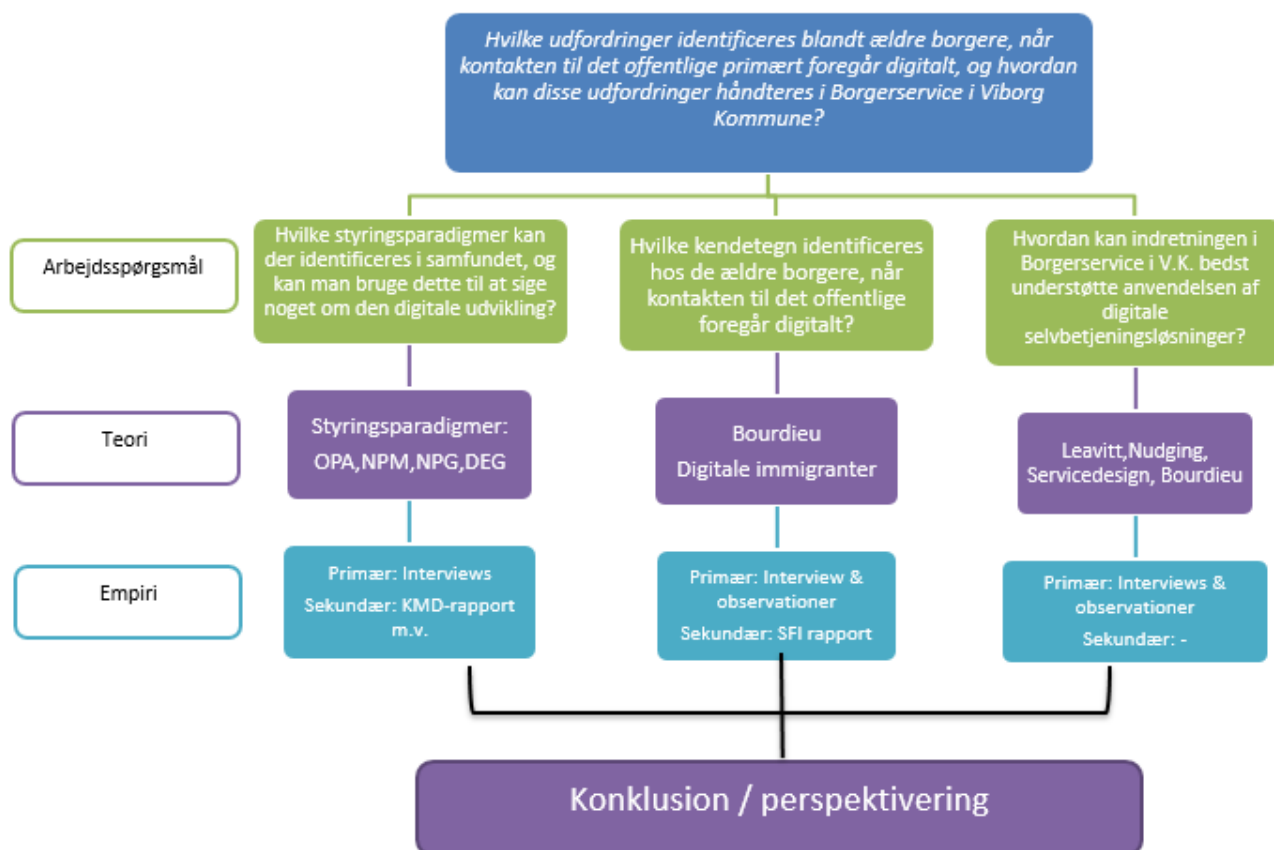 Hvilke udfordringer identificeres blandt ældre borgere, når
kontakten til det offentlige primært foregår digitalt, og hvordan
kan disse udfordringer håndteres i Borgerservice i Viborg
Kommune?
Arbejdsspørgsmål
Hvilke styringsparadigmer kan
der identificeres i samfundet, og
kan man bruge dette til at sige
noget om den digitale udvikling?
Hvilke kendetegn identificeres
hos de ældre borgere, når
kontakten til det offentlige
foregår digitalt?
Hvordan kan indretningen i
Borgerservice i V.K. bedst
understøtte anvendelsen af
digitale
selvbetjeningsløsninger?
Teori
Styringsparadigmer:
OPA,NPM,NPG,DEG
Bourdieu
Digitale immigranter
Leavitt,Nudging,
Servicedesign, Bourdieu
Empiri
Primær: Interviews
Sekundær: KMD-rapport
m.v.
Primær: Interview &
observationer
Sekundær: SFI rapport
Primær: Interviews &
observationer
Sekundær: -
Konklusion / perspektivering